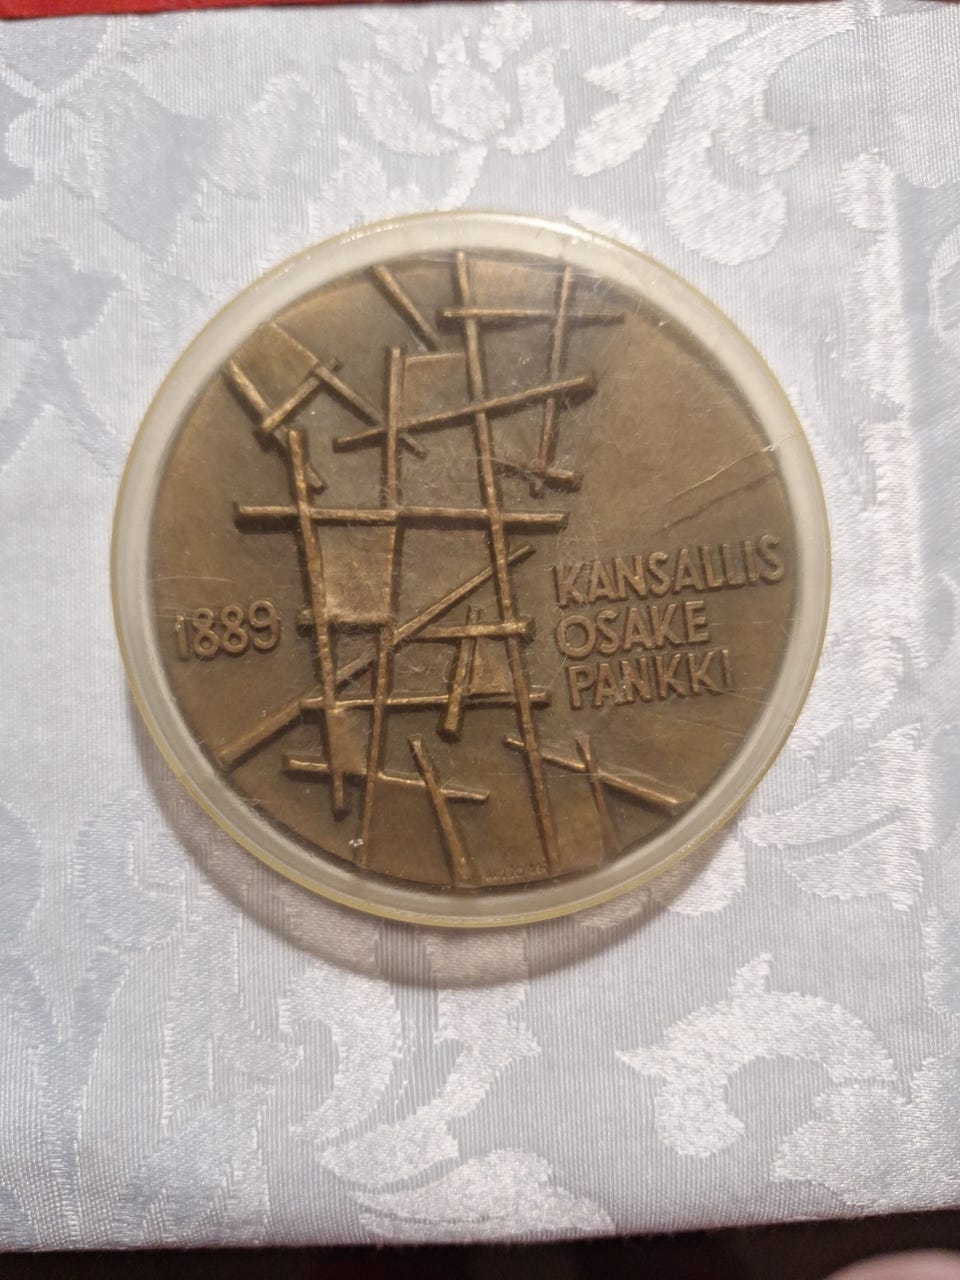 1889
KANSALLIS
OSAKE
PANKKI